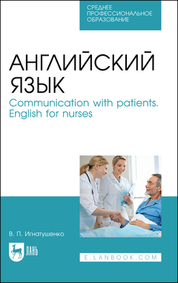 СРЕДНЕЕ
ПРОФЕССИОНАЛЬНОЕ
ОБРАЗОВАНИЕ
АНГЛИЙСКИЙ
ЯЗЫК
Communication with patients.
English for nurses
В. П. Игнатушенко
ЛАНЬ
E.LANBOOK.COM